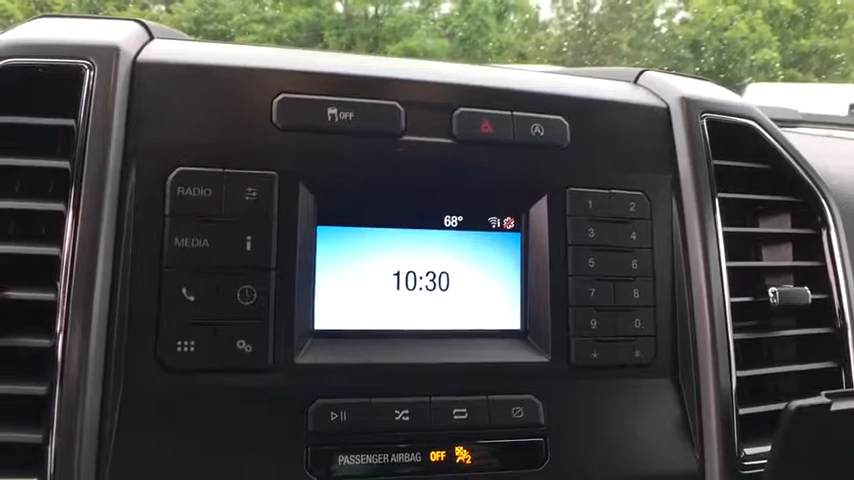 OFF
RADIO
MEDIA
i
68°
10:30
1 2
3 4
5 6
7 8
9 0
* #
PASSENGER AIRBAG OFF 2